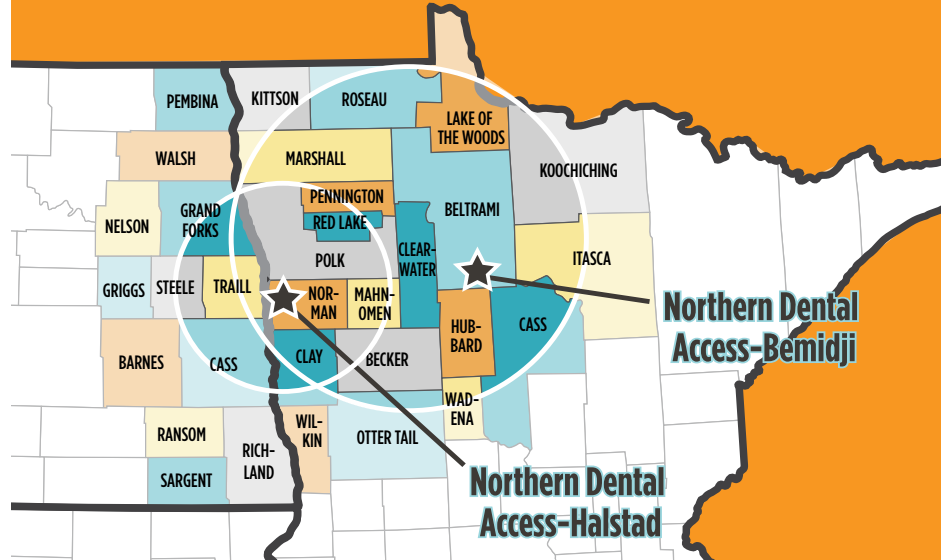 PEMBINA
KITTSON
ROSEAU
LAKE OF
THE WOODS
WALSH
MARSHALL
KOOCHICHING
NELSON
GRAND
FORKS
PENNINGTON
RED LAKE
BELTRAMI
POLK
CLEAR-
WATER
ITASCA
GRIGGS
STEELE
TRAILL
NOR-
MAN
MAHN-
OMEN
HUB-
BARD
CASS
Northern Dental
Access-Bemidji
BARNES
CASS
CLAY
BECKER
WAD-
ENA
RANSOM
RICH-
LAND
WIL-
KIN
OTTER TAIL
SARGENT
Northern Dental
Access-Halstad